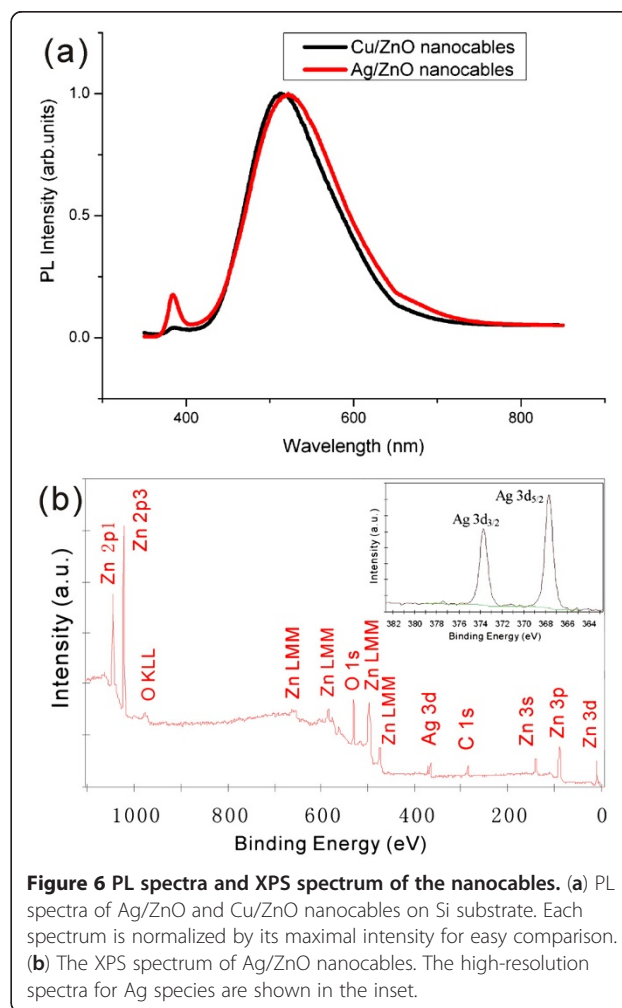 (a)
Cu/ZnO nanocables
Ag/ZnO nanocables
PL Intensity (arb.units)
1.0
0.5
0.0
400
600
800
Wavelength (nm)
(b)
Intensity (a.u.)
Zn 2p1
Zn 2p3
O KLL
Zn LMM
Zn LMM
O 1s
Zn LMM
Zn LMM
Ag 3d
C 1s
Zn 3s
Zn 3p
Zn 3d
Intensity (a.u.)
Ag 3d3/2
Ag 3d5/2
382 380 378 376 374 372 370 368 366 364
Binding Energy (eV)
1000 800 600 400 200 0
Binding Energy (eV)
Figure 6 PL spectra and XPS spectrum of the nanocables. (a) PL
spectra of Ag/ZnO and Cu/ZnO nanocables on Si substrate. Each
spectrum is normalized by its maximal intensity for easy comparison.
(b) The XPS spectrum of Ag/ZnO nanocables. The high-resolution
spectra for Ag species are shown in the inset.